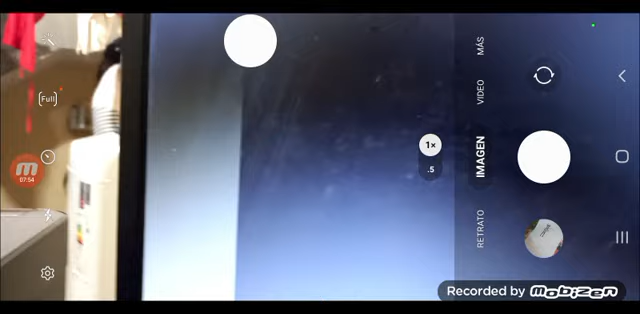 [Full]
07:54
1×
.5
MÁS
VIDEO
IMAGEN
RETRATO
Recorded by MOBIZEN